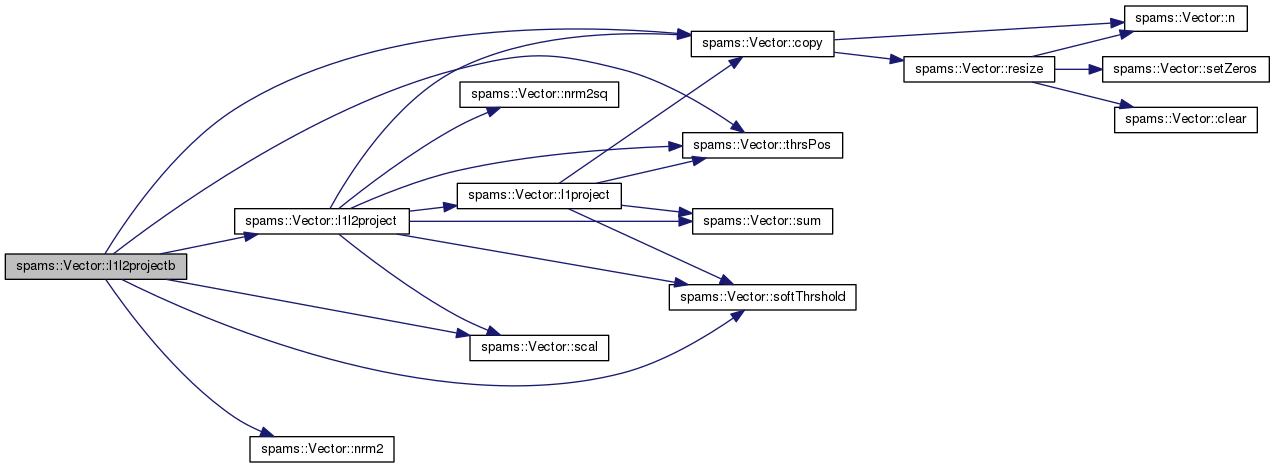 spams::Vector::n
spams::Vector::copy
spams::Vector::resize
spams::Vector::setZeros
spams::Vector::nrm2sq
spams::Vector::clear
spams::Vector::thrsPos
spams::Vector::l1project
spams::Vector::l1l2project
spams::Vector::sum
spams::Vector::l1l2projectb
spams::Vector::softThrshold
spams::Vector::scal
spams::Vector::nrm2